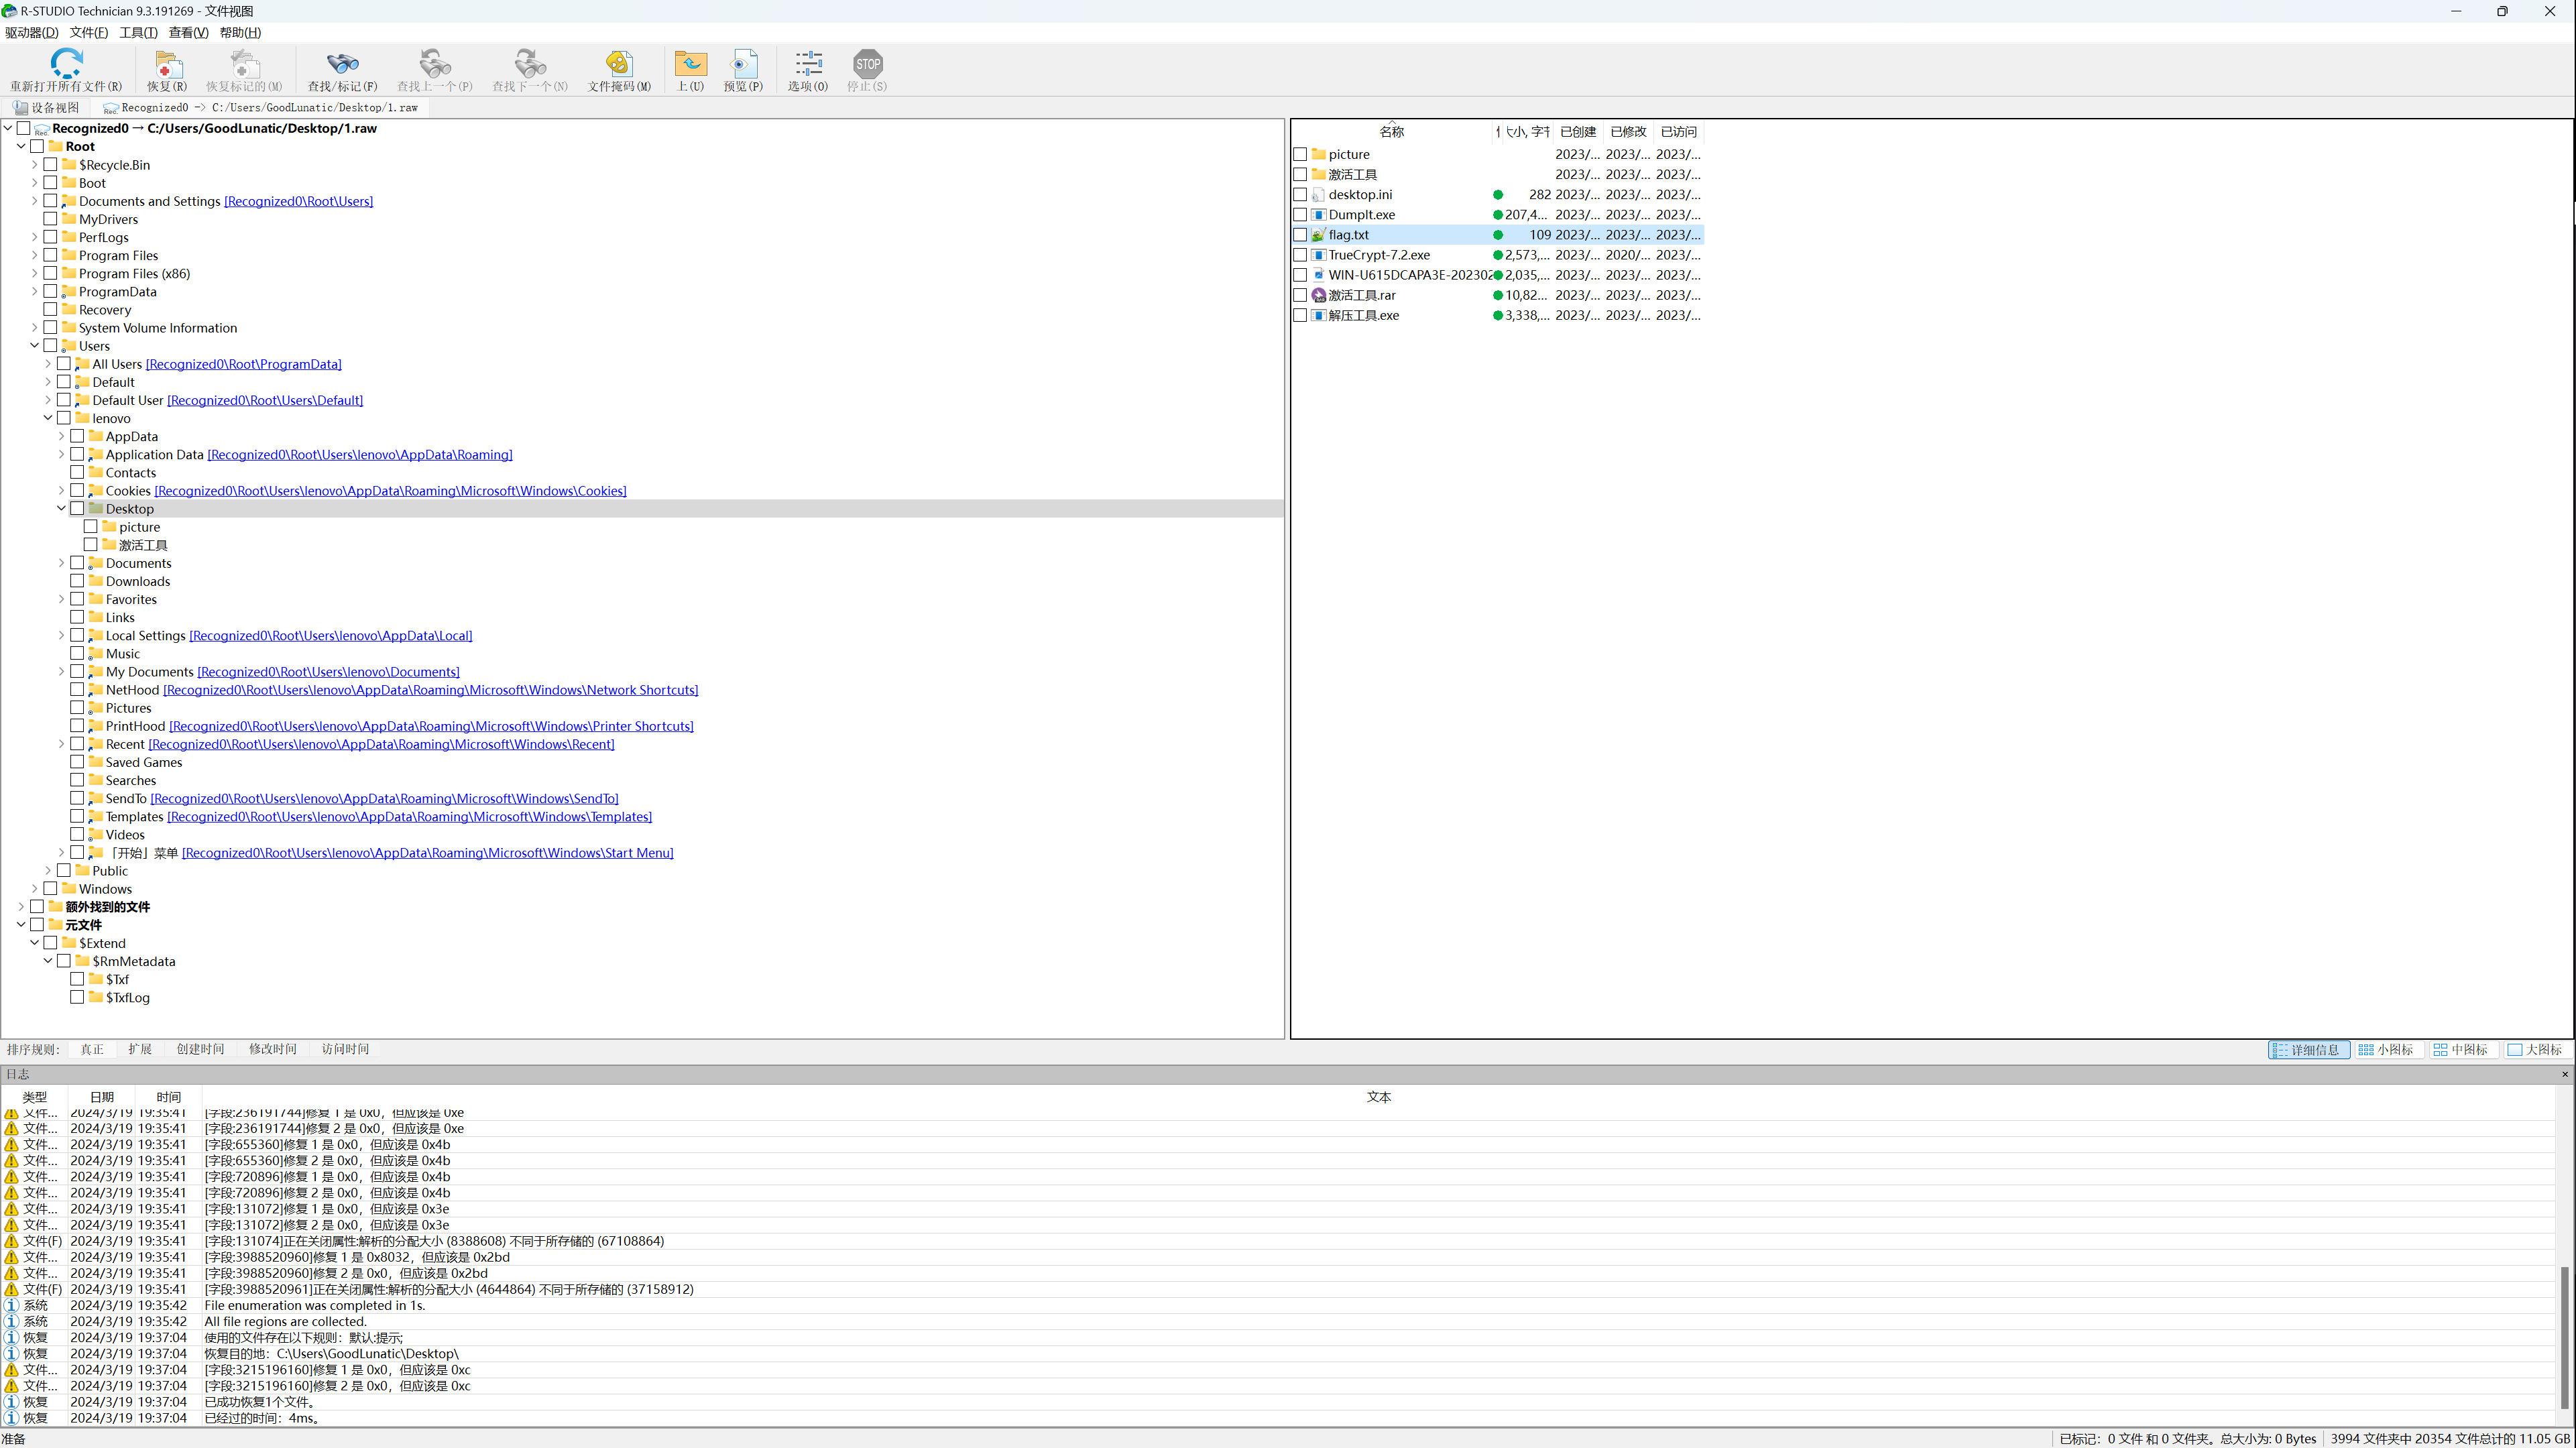 R-STUDIO Technician 9.3.191269 - 文件视图
驱动器(D) 文件(F) 工具(T) 查看(V) 帮助(H)
重新打开所有文件(R) 恢复(R) 恢复标记的(M) 查找/标记(F) 查找上一个(P) 查找下一个(N) 文件掩码(M) 上(U) 预览(P) 选项(O) STOP 停止(S)
设备视图 Rec. Recognized0 -> C:/Users/GoodLunatic/Desktop/1.raw
Rec. Recognized0 → C:/Users/GoodLunatic/Desktop/1.raw
Root
$Recycle.Bin
Boot
Documents and Settings [Recognized0\Root\Users]
MyDrivers
PerfLogs
Program Files
Program Files (x86)
ProgramData
Recovery
System Volume Information
Users
All Users [Recognized0\Root\ProgramData]
Default
Default User [Recognized0\Root\Users\Default]
lenovo
AppData
Application Data [Recognized0\Root\Users\lenovo\AppData\Roaming]
Contacts
Cookies [Recognized0\Root\Users\lenovo\AppData\Roaming\Microsoft\Windows\Cookies]
Desktop
picture
激活工具
Documents
Downloads
Favorites
Links
Local Settings [Recognized0\Root\Users\lenovo\AppData\Local]
Music
My Documents [Recognized0\Root\Users\lenovo\Documents]
NetHood [Recognized0\Root\Users\lenovo\AppData\Roaming\Microsoft\Windows\Network Shortcuts]
Pictures
PrintHood [Recognized0\Root\Users\lenovo\AppData\Roaming\Microsoft\Windows\Printer Shortcuts]
Recent [Recognized0\Root\Users\lenovo\AppData\Roaming\Microsoft\Windows\Recent]
Saved Games
Searches
SendTo [Recognized0\Root\Users\lenovo\AppData\Roaming\Microsoft\Windows\SendTo]
Templates [Recognized0\Root\Users\lenovo\AppData\Roaming\Microsoft\Windows\Templates]
Videos
「开始」菜单 [Recognized0\Root\Users\lenovo\AppData\Roaming\Microsoft\Windows\Start Menu]
Public
Windows
额外找到的文件
元文件
$Extend
$RmMetadata
$Txf
$TxfLog
名称 大小, 字节 已创建 已修改 已访问
picture 2023/... 2023/... 2023/...
激活工具 2023/... 2023/... 2023/...
desktop.ini 282 2023/... 2023/... 2023/...
DumpIt.exe 207,4... 2023/... 2023/... 2023/...
flag.txt 109 2023/... 2023/... 2023/...
TrueCrypt-7.2.exe 2,573,... 2023/... 2020/... 2023/...
WIN-U615DCAPA3E-202302 2,035,... 2023/... 2023/... 2023/...
激活工具.rar 10,82... 2023/... 2023/... 2023/...
解压工具.exe 3,338,... 2023/... 2023/... 2023/...
排序规则: 真正 扩展 创建时间 修改时间 访问时间 详细信息 小图标 中图标 大图标
日志
类型 日期 时间 文本
文件... 2024/3/19 19:35:41 [字段:236191744]修复 1 是 0x0，但应该是 0xe
文件... 2024/3/19 19:35:41 [字段:236191744]修复 2 是 0x0，但应该是 0xe
文件... 2024/3/19 19:35:41 [字段:655360]修复 1 是 0x0，但应该是 0x4b
文件... 2024/3/19 19:35:41 [字段:655360]修复 2 是 0x0，但应该是 0x4b
文件... 2024/3/19 19:35:41 [字段:720896]修复 1 是 0x0，但应该是 0x4b
文件... 2024/3/19 19:35:41 [字段:720896]修复 2 是 0x0，但应该是 0x4b
文件... 2024/3/19 19:35:41 [字段:131072]修复 1 是 0x0，但应该是 0x3e
文件... 2024/3/19 19:35:41 [字段:131072]修复 2 是 0x0，但应该是 0x3e
文件(F) 2024/3/19 19:35:41 [字段:131074]正在关闭属性:解析的分配大小 (8388608) 不同于所存储的 (67108864)
文件... 2024/3/19 19:35:41 [字段:3988520960]修复 1 是 0x8032，但应该是 0x2bd
文件... 2024/3/19 19:35:41 [字段:3988520960]修复 2 是 0x0，但应该是 0x2bd
文件(F) 2024/3/19 19:35:41 [字段:3988520961]正在关闭属性:解析的分配大小 (4644864) 不同于所存储的 (37158912)
系统 2024/3/19 19:35:42 File enumeration was completed in 1s.
系统 2024/3/19 19:35:42 All file regions are collected.
恢复 2024/3/19 19:37:04 使用的文件存在以下规则：默认:提示;
恢复 2024/3/19 19:37:04 恢复目的地：C:\Users\GoodLunatic\Desktop\
文件... 2024/3/19 19:37:04 [字段:3215196160]修复 1 是 0x0，但应该是 0xc
文件... 2024/3/19 19:37:04 [字段:3215196160]修复 2 是 0x0，但应该是 0xc
恢复 2024/3/19 19:37:04 已成功恢复1个文件。
恢复 2024/3/19 19:37:04 已经过的时间：4ms。
准备 已标记：0 文件 和 0 文件夹。总大小为: 0 Bytes 3994 文件夹中 20354 文件总计的 11.05 GB